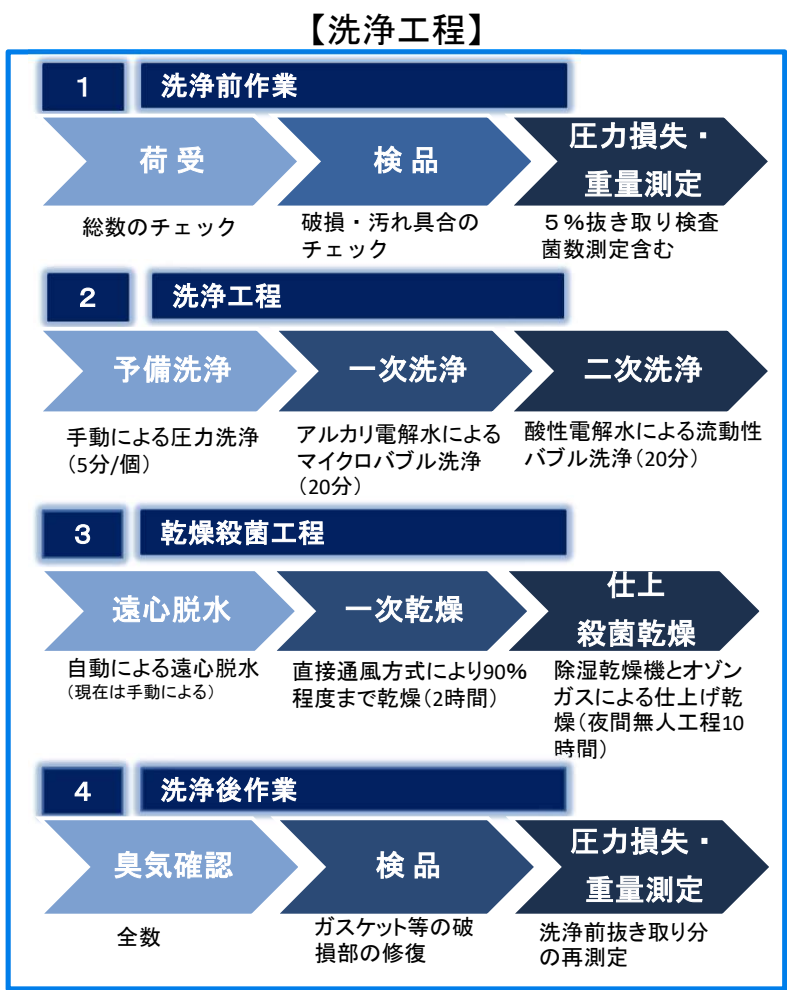 【洗浄工程】
1 洗浄前作業
荷受
検品
圧力損失・
重量測定
総数のチェック
破損・汚れ具合の
チェック
５%抜き取り検査
菌数測定含む
2 洗浄工程
予備洗浄
一次洗浄
二次洗浄
手動による圧力洗浄
（5分/個）
アルカリ電解水による
マイクロバブル洗浄
（20分）
酸性電解水による流動性
バブル洗浄（20分）
3 乾燥殺菌工程
遠心脱水
一次乾燥
仕上
殺菌乾燥
自動による遠心脱水
（現在は手動による）
直接通風方式により90%
程度まで乾燥（2時間）
除湿乾燥機とオゾン
ガスによる仕上げ乾
燥（夜間無人工程10
時間）
4 洗浄後作業
臭気確認
検品
圧力損失・
重量測定
全数
ガスケット等の破
損部の修復
洗浄前抜き取り分
の再測定